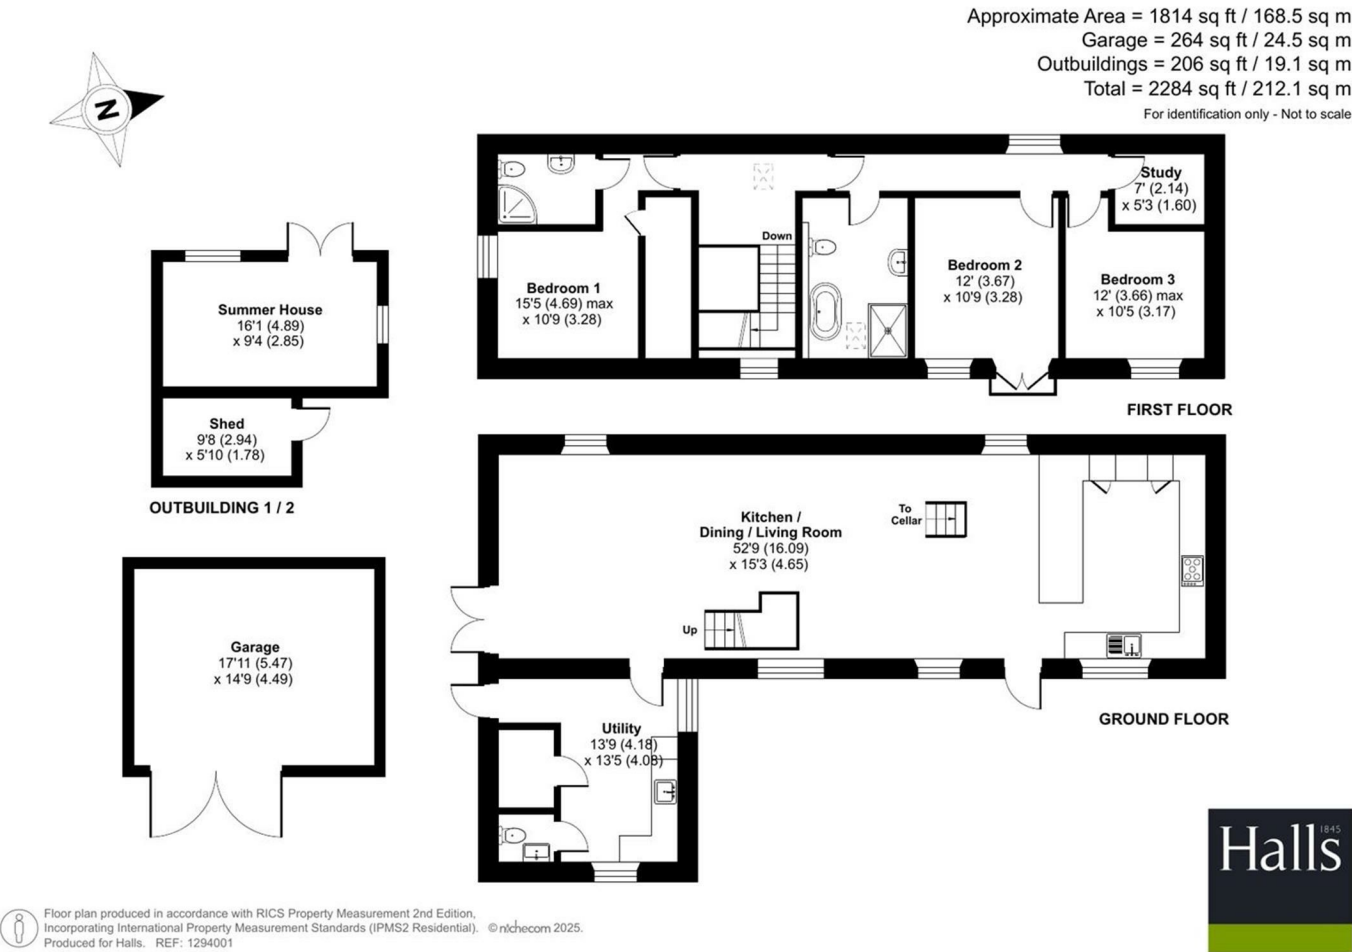 Approximate Area = 1814 sq ft / 168.5 sq m
Garage = 264 sq ft / 24.5 sq m
Outbuildings = 206 sq ft / 19.1 sq m
Total = 2284 sq ft / 212.1 sq m
For identification only - Not to scale
N
Study
7' (2.14)
x 5'3 (1.60)
Down
Bedroom 1
15'5 (4.69) max
x 10'9 (3.28)
Bedroom 2
12' (3.67)
x 10'9 (3.28)
Bedroom 3
12' (3.66) max
x 10'5 (3.17)
FIRST FLOOR
Summer House
16'1 (4.89)
x 9'4 (2.85)
Shed
9'8 (2.94)
x 5'10 (1.78)
OUTBUILDING 1 / 2
Kitchen /
Dining / Living Room
52'9 (16.09)
x 15'3 (4.65)
To
Cellar
Up
Garage
17'11 (5.47)
x 14'9 (4.49)
GROUND FLOOR
Utility
13'9 (4.18)
x 13'5 (4.08)
Halls
1845
Floor plan produced in accordance with RICS Property Measurement 2nd Edition,
Incorporating International Property Measurement Standards (IPMS2 Residential). © nichecom 2025.
Produced for Halls. REF: 1294001